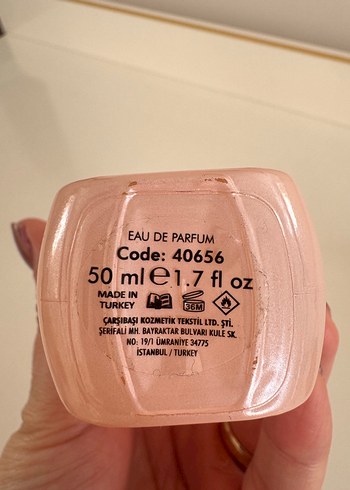 EAU DE PARFUM
Code: 40656
50 ml e 1.7 fl oz
MADE IN
TURKEY
36M
ÇARŞIBAŞI KOZMETİK TEKSTİL LTD. ŞTİ.
ŞERİFALİ MH. BAYRAKTAR BULVARI KULE SK.
NO: 19/1 ÜMRANİYE 34775
İSTANBUL / TURKEY